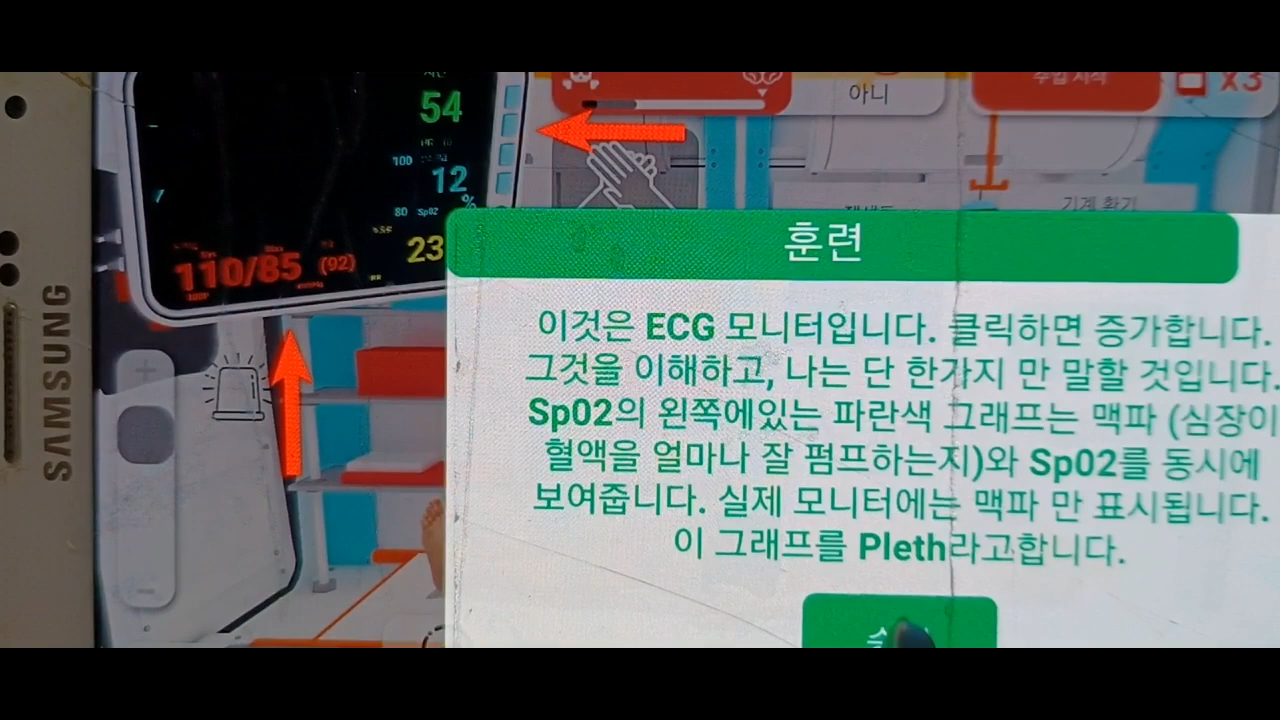 54
100
12
%
80 Sp02
23
110/85 (92)
SAMSUNG
아니
주입 시작
x3
기계 환기
훈련
이것은 ECG 모니터입니다. 클릭하면 증가합니다.
그것을 이해하고, 나는 단 한가지 만 말할 것입니다.
Sp02의 왼쪽에있는 파란색 그래프는 맥파 (심장이
혈액을 얼마나 잘 펌프하는지)와 Sp02를 동시에
보여줍니다. 실제 모니터에는 맥파 만 표시됩니다.
이 그래프를 Pleth라고합니다.